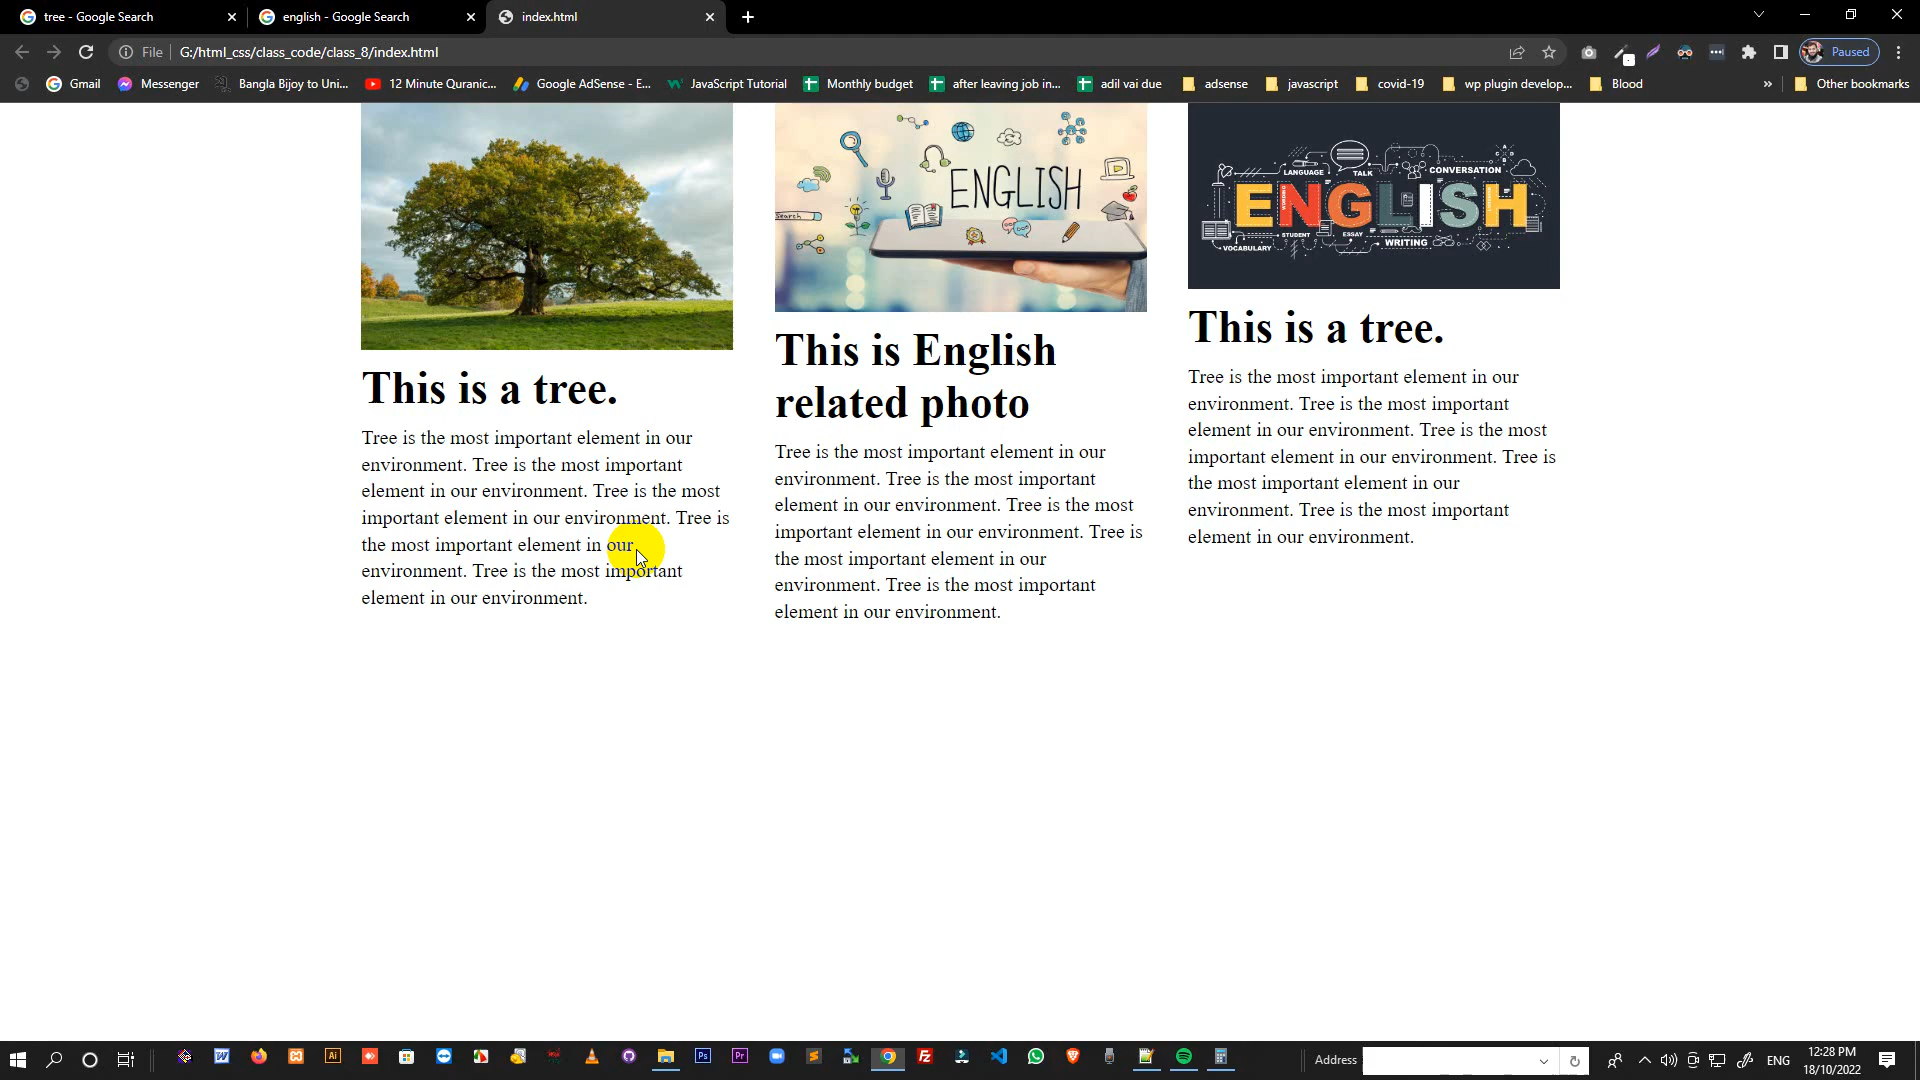 tree - Google Search
english - Google Search
index.html
File
G:/html_css/class_code/class_8/index.html
Paused
Gmail
Messenger
Bangla Bijoy to Uni...
12 Minute Quranic...
Google AdSense - E...
JavaScript Tutorial
Monthly budget
after leaving job in...
adil vai due
adsense
javascript
covid-19
wp plugin develop...
Blood
»
Other bookmarks
This is a tree.
Tree is the most important element in our
environment. Tree is the most important
element in our environment. Tree is the most
important element in our environment. Tree is
the most important element in our
environment. Tree is the most important
element in our environment.
Search
ENGLISH
This is English
related photo
Tree is the most important element in our
environment. Tree is the most important
element in our environment. Tree is the most
important element in our environment. Tree is
the most important element in our
environment. Tree is the most important
element in our environment.
LANGUAGE
TALK
CONVERSATION
ENGLISH
VOCABULARY
STUDENT
ESSAY
WRITING
This is a tree.
Tree is the most important element in our
environment. Tree is the most important
element in our environment. Tree is the most
important element in our environment. Tree is
the most important element in our
environment. Tree is the most important
element in our environment.
Address
ENG
12:28 PM
18/10/2022